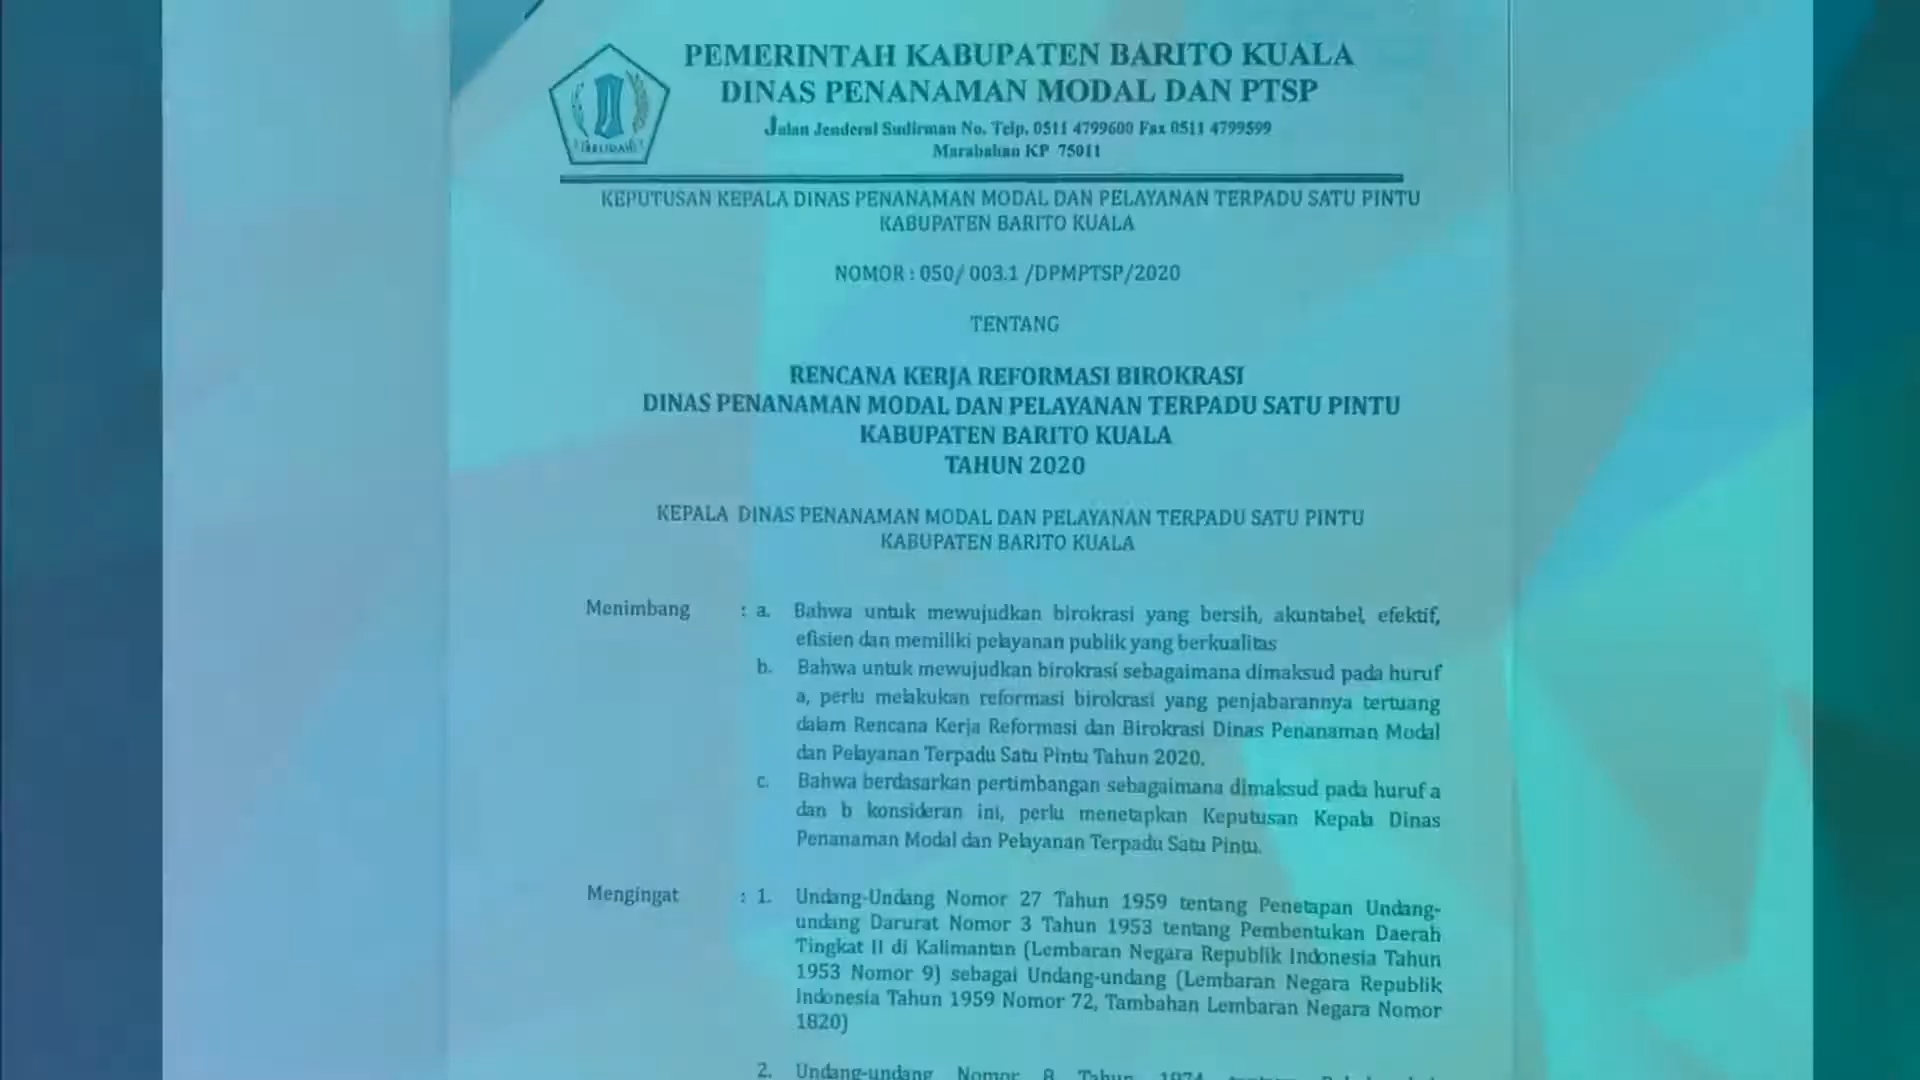 PEMERINTAH KABUPATEN BARITO KUALA
DINAS PENANAMAN MODAL DAN PTSP
Jalan Jenderal Sudirman No. Telp. 0511 4799600 Fax 0511 4799599
Marabahan KP 75011
KEPUTUSAN KEPALA DINAS PENANAMAN MODAL DAN PELAYANAN TERPADU SATU PINTU
KABUPATEN BARITO KUALA
NOMOR : 050/ 003.1 /DPMPTSP/2020
TENTANG
RENCANA KERJA REFORMASI BIROKRASI
DINAS PENANAMAN MODAL DAN PELAYANAN TERPADU SATU PINTU
KABUPATEN BARITO KUALA
TAHUN 2020
KEPALA DINAS PENANAMAN MODAL DAN PELAYANAN TERPADU SATU PINTU
KABUPATEN BARITO KUALA
Menimbang : a. Bahwa untuk mewujudkan birokrasi yang bersih, akuntabel, efektif,
efisien dan memiliki pelayanan publik yang berkualitas
b. Bahwa untuk mewujudkan birokrasi sebagaimana dimaksud pada huruf
a, perlu melakukan reformasi birokrasi yang penjabarannya tertuang
dalam Rencana Kerja Reformasi dan Birokrasi Dinas Penanaman Modal
dan Pelayanan Terpadu Satu Pintu Tahun 2020.
c. Bahwa berdasarkan pertimbangan sebagaimana dimaksud pada huruf a
dan b konsideran ini, perlu menetapkan Keputusan Kepala Dinas
Penanaman Modal dan Pelayanan Terpadu Satu Pintu.
Mengingat : 1. Undang-Undang Nomor 27 Tahun 1959 tentang Penetapan Undang-
undang Darurat Nomor 3 Tahun 1953 tentang Pembentukan Daerah
Tingkat II di Kalimantan (Lembaran Negara Republik Indonesia Tahun
1953 Nomor 9) sebagai Undang-undang (Lembaran Negara Republik
Indonesia Tahun 1959 Nomor 72, Tambahan Lembaran Negara Nomor
1820)
2. Undang-undang Nomor 8 Tahun 1974 tentang